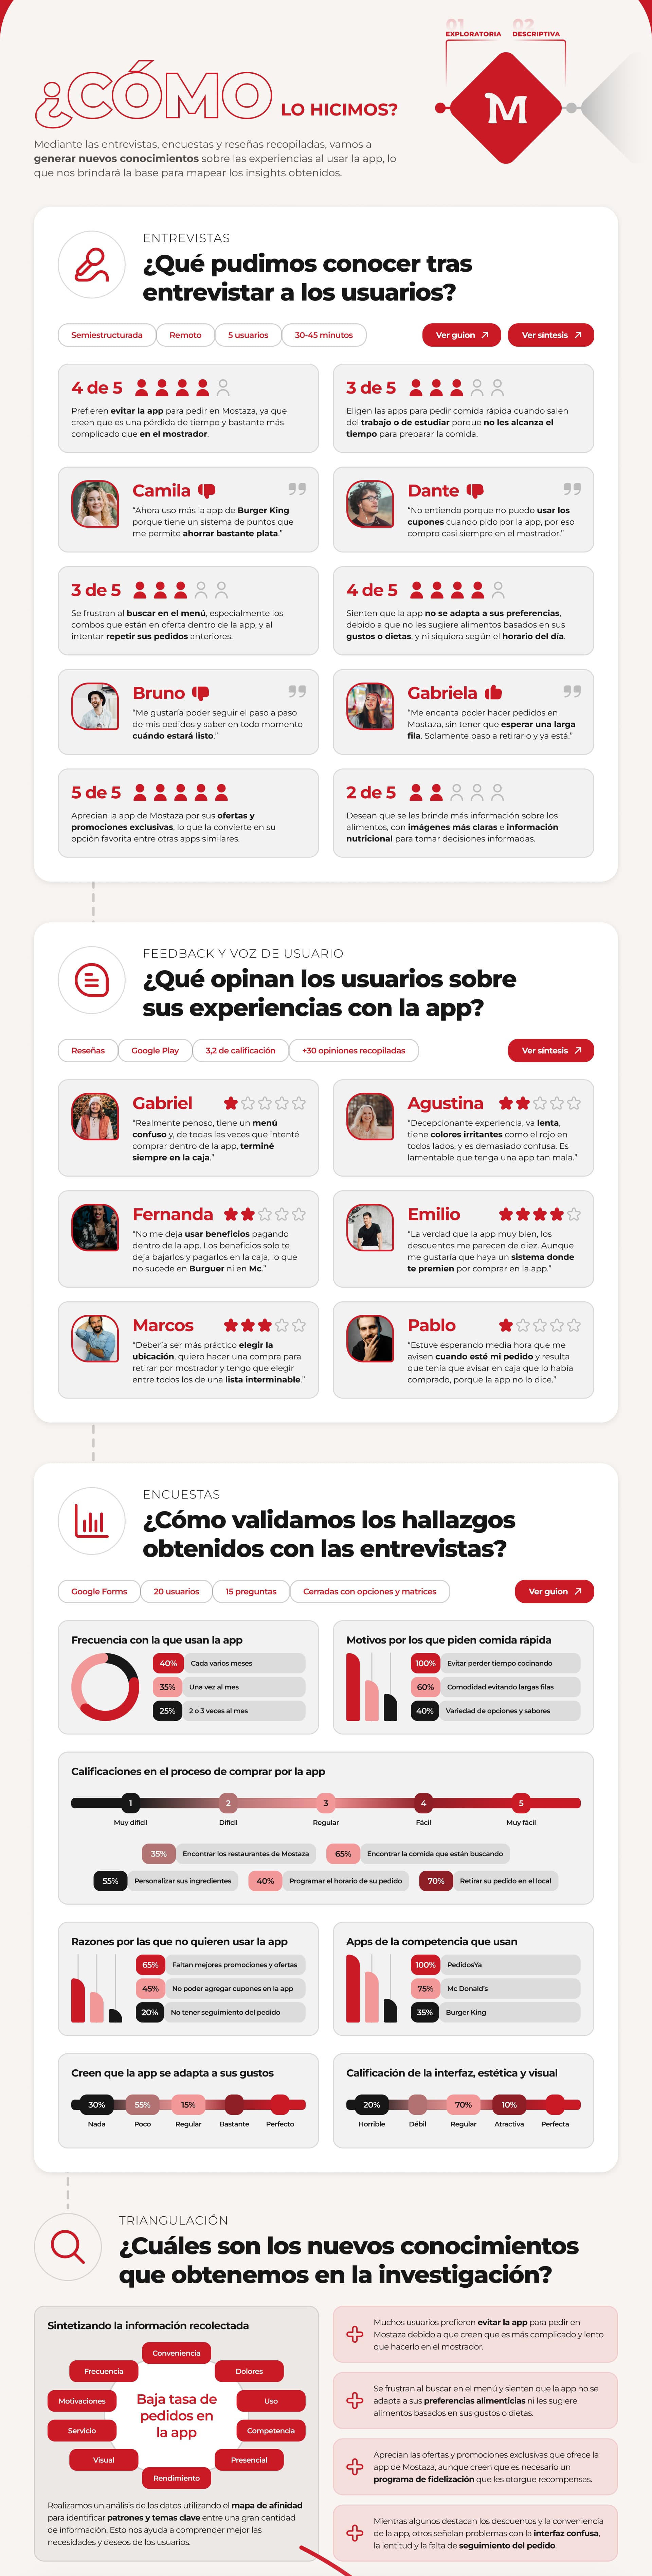 01 02
EXPLORATORIA DESCRIPTIVA
¿CÓMO LO HICIMOS?
M
Mediante las entrevistas, encuestas y reseñas recopiladas, vamos a
generar nuevos conocimientos sobre las experiencias al usar la app, lo
que nos brindará la base para mapear los insights obtenidos.
ENTREVISTAS
¿Qué pudimos conocer tras
entrevistar a los usuarios?
Semiestructurada
Remoto
5 usuarios
30-45 minutos
Ver guion
Ver síntesis
4 de 5
Prefieren evitar la app para pedir en Mostaza, ya que
creen que es una pérdida de tiempo y bastante más
complicado que en el mostrador.
3 de 5
Eligen las apps para pedir comida rápida cuando salen
del trabajo o de estudiar porque no les alcanza el
tiempo para preparar la comida.
Camila
“Ahora uso más la app de Burger King
porque tiene un sistema de puntos que
me permite ahorrar bastante plata.”
Dante
“No entiendo porque no puedo usar los
cupones cuando pido por la app, por eso
compro casi siempre en el mostrador.”
3 de 5
Se frustran al buscar en el menú, especialmente los
combos que están en oferta dentro de la app, y al
intentar repetir sus pedidos anteriores.
4 de 5
Sienten que la app no se adapta a sus preferencias,
debido a que no les sugiere alimentos basados en sus
gustos o dietas, y ni siquiera según el horario del día.
Bruno
“Me gustaría poder seguir el paso a paso
de mis pedidos y saber en todo momento
cuándo estará listo.”
Gabriela
“Me encanta poder hacer pedidos en
Mostaza, sin tener que esperar una larga
fila. Solamente paso a retirarlo y ya está.”
5 de 5
Aprecian la app de Mostaza por sus ofertas y
promociones exclusivas, lo que la convierte en su
opción favorita entre otras apps similares.
2 de 5
Desean que se les brinde más información sobre los
alimentos, con imágenes más claras e información
nutricional para tomar decisiones informadas.
FEEDBACK Y VOZ DE USUARIO
¿Qué opinan los usuarios sobre
sus experiencias con la app?
Reseñas
Google Play
3,2 de calificación
+30 opiniones recopiladas
Ver síntesis
Gabriel
“Realmente penoso, tiene un menú
confuso y, de todas las veces que intenté
comprar dentro de la app, terminé
siempre en la caja.”
Agustina
“Decepcionante experiencia, va lenta,
tiene colores irritantes como el rojo en
todos lados, y es demasiado confusa. Es
lamentable que tenga una app tan mala.”
Fernanda
“No me deja usar beneficios pagando
dentro de la app. Los beneficios solo te
deja bajarlos y pagarlos en la caja, lo que
no sucede en Burguer ni en Mc.”
Emilio
“La verdad que la app muy bien, los
descuentos me parecen de diez. Aunque
me gustaría que haya un sistema donde
te premien por comprar en la app.”
Marcos
“Debería ser más práctico elegir la
ubicación, quiero hacer una compra para
retirar por mostrador y tengo que elegir
entre todos los de una lista interminable.”
Pablo
“Estuve esperando media hora que me
avisen cuando esté mi pedido y resulta
que tenía que avisar en caja que lo había
comprado, porque la app no lo dice.”
ENCUESTAS
¿Cómo validamos los hallazgos
obtenidos con las entrevistas?
Google Forms
20 usuarios
15 preguntas
Cerradas con opciones y matrices
Ver guion
Frecuencia con la que usan la app
40% Cada varios meses
35% Una vez al mes
25% 2 o 3 veces al mes
Motivos por los que piden comida rápida
100% Evitar perder tiempo cocinando
60% Comodidad evitando largas filas
40% Variedad de opciones y sabores
Calificaciones en el proceso de comprar por la app
1 2 3 4 5
Muy difícil Difícil Regular Fácil Muy fácil
35% Encontrar los restaurantes de Mostaza
65% Encontrar la comida que están buscando
55% Personalizar sus ingredientes
40% Programar el horario de su pedido
70% Retirar su pedido en el local
Razones por las que no quieren usar la app
65% Faltan mejores promociones y ofertas
45% No poder agregar cupones en la app
20% No tener seguimiento del pedido
Apps de la competencia que usan
100% PedidosYa
75% Mc Donald's
35% Burger King
Creen que la app se adapta a sus gustos
30% 55% 15%
Nada Poco Regular Bastante Perfecto
Calificación de la interfaz, estética y visual
20% 70% 10%
Horrible Débil Regular Atractiva Perfecta
TRIANGULACIÓN
¿Cuáles son los nuevos conocimientos
que obtenemos en la investigación?
Sintetizando la información recolectada
Conveniencia
Frecuencia
Dolores
Motivaciones
Uso
Baja tasa de
pedidos en
la app
Servicio
Competencia
Visual
Presencial
Rendimiento
Realizamos un análisis de los datos utilizando el mapa de afinidad
para identificar patrones y temas clave entre una gran cantidad
de información. Esto nos ayuda a comprender mejor las
necesidades y deseos de los usuarios.
Muchos usuarios prefieren evitar la app para pedir en
Mostaza debido a que creen que es más complicado y lento
que hacerlo en el mostrador.
Se frustran al buscar en el menú y sienten que la app no se
adapta a sus preferencias alimenticias ni les sugiere
alimentos basados en sus gustos o dietas.
Aprecian las ofertas y promociones exclusivas que ofrece la
app de Mostaza, aunque creen que es necesario un
programa de fidelización que les otorgue recompensas.
Mientras algunos destacan los descuentos y la conveniencia
de la app, otros señalan problemas con la interfaz confusa,
la lentitud y la falta de seguimiento del pedido.